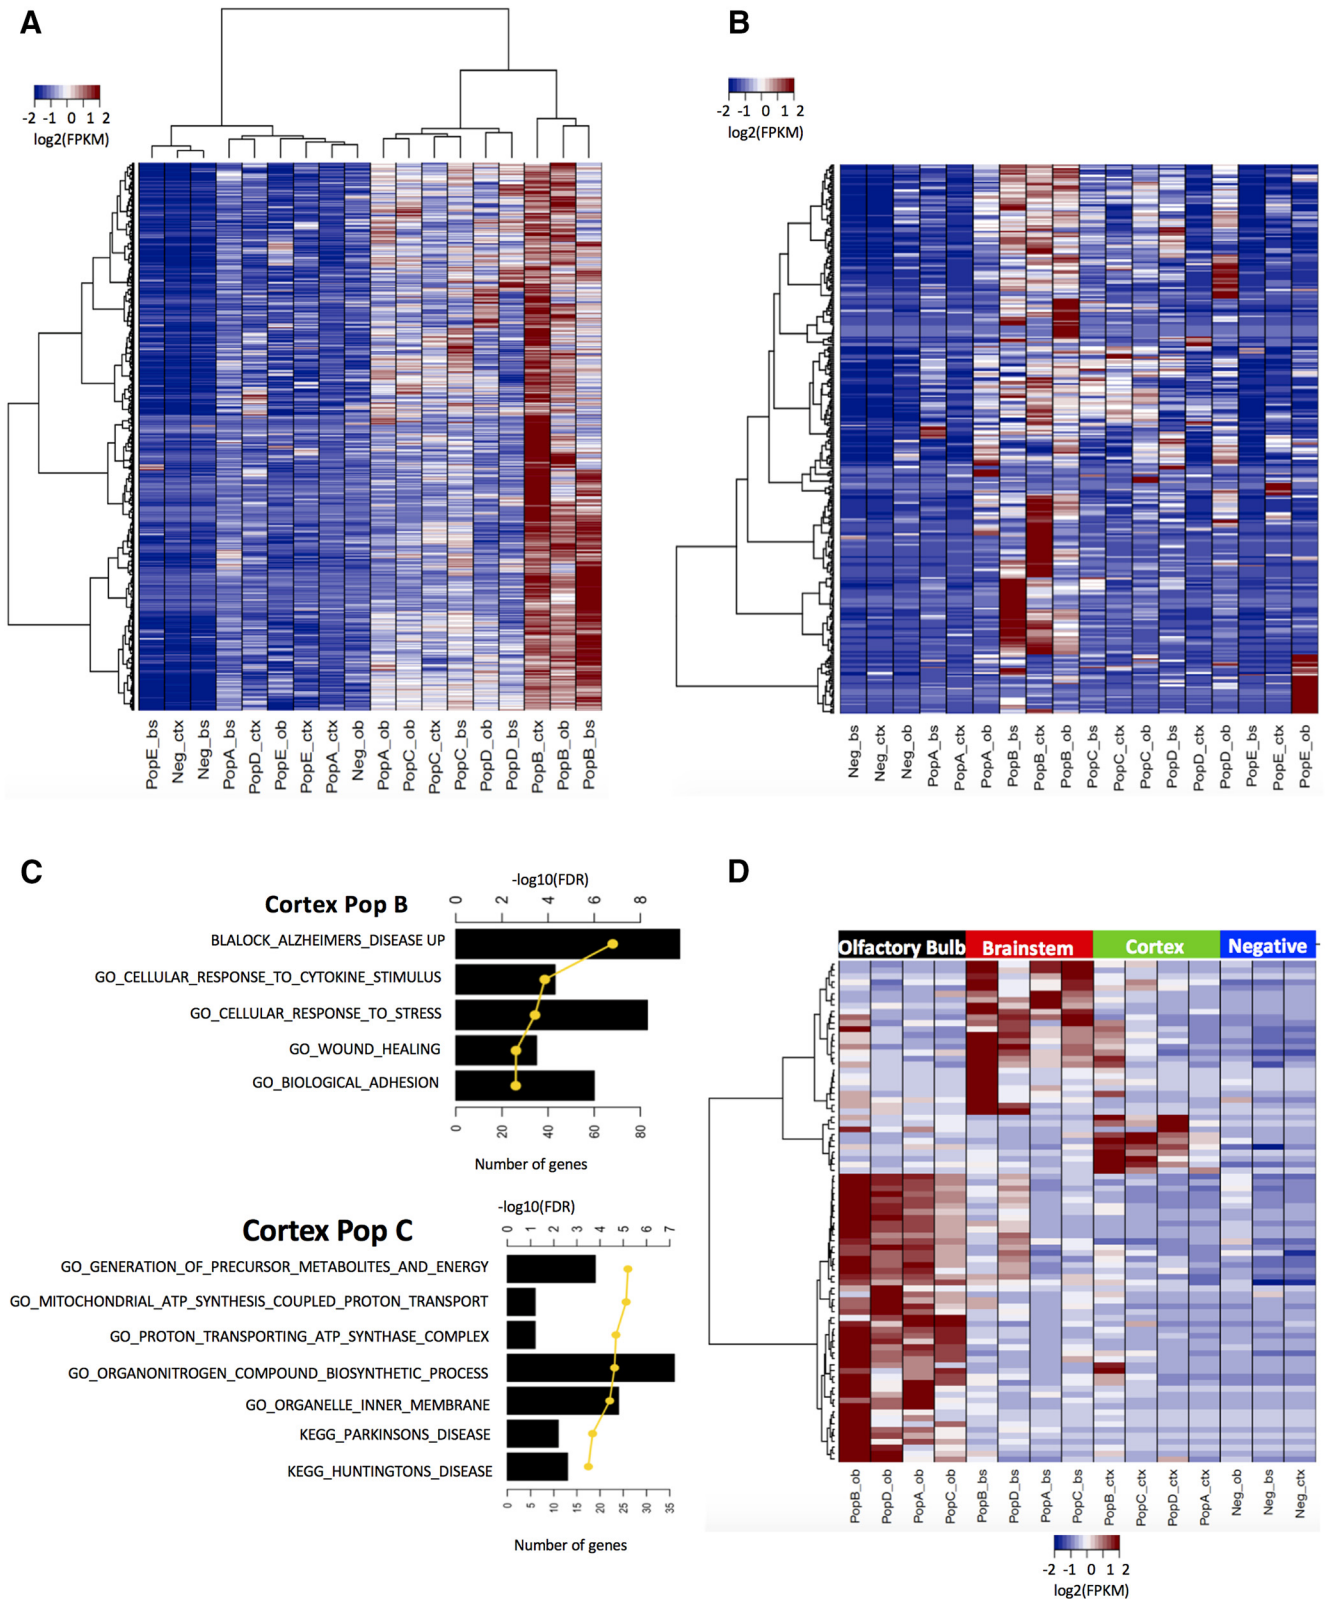 A
-2 -1 0 1 2
log2(FPKM)
PopE_bs
Neg_ctx
Neg_bs
PopA_bs
PopD_ctx
PopE_ob
PopE_ctx
PopA_ctx
Neg_ob
PopA_ob
PopC_ob
PopC_ctx
PopC_bs
PopD_ob
PopD_bs
PopB_ctx
PopB_ob
PopB_bs
B
-2 -1 0 1 2
log2(FPKM)
Neg_bs
Neg_ctx
Neg_ob
PopA_bs
PopA_ctx
PopA_ob
PopB_bs
PopB_ctx
PopB_ob
PopC_bs
PopC_ctx
PopC_ob
PopD_bs
PopD_ctx
PopD_ob
PopE_bs
PopE_ctx
PopE_ob
C
-log10(FDR)
Cortex Pop B
0 2 4 6 8
BLALOCK_ALZHEIMERS_DISEASE UP
GO_CELLULAR_RESPONSE_TO_CYTOKINE_STIMULUS
GO_CELLULAR_RESPONSE_TO_STRESS
GO_WOUND_HEALING
GO_BIOLOGICAL_ADHESION
0 20 40 60 80
Number of genes
-log10(FDR)
Cortex Pop C
0 1 2 3 4 5 6 7
GO_GENERATION_OF_PRECURSOR_METABOLITES_AND_ENERGY
GO_MITOCHONDRIAL_ATP_SYNTHESIS_COUPLED_PROTON_TRANSPORT
GO_PROTON_TRANSPORTING_ATP_SYNTHASE_COMPLEX
GO_ORGANONITROGEN_COMPOUND_BIOSYNTHETIC_PROCESS
GO_ORGANELLE_INNER_MEMBRANE
KEGG_PARKINSONS_DISEASE
KEGG_HUNTINGTONS_DISEASE
0 5 10 15 20 25 30 35
Number of genes
D
Olfactory Bulb Brainstem Cortex Negative
PopB_ob
PopD_ob
PopA_ob
PopC_ob
PopB_bs
PopD_bs
PopA_bs
PopC_bs
PopB_ctx
PopC_ctx
PopD_ctx
PopA_ctx
Neg_ob
Neg_bs
Neg_ctx
-2 -1 0 1 2
log2(FPKM)